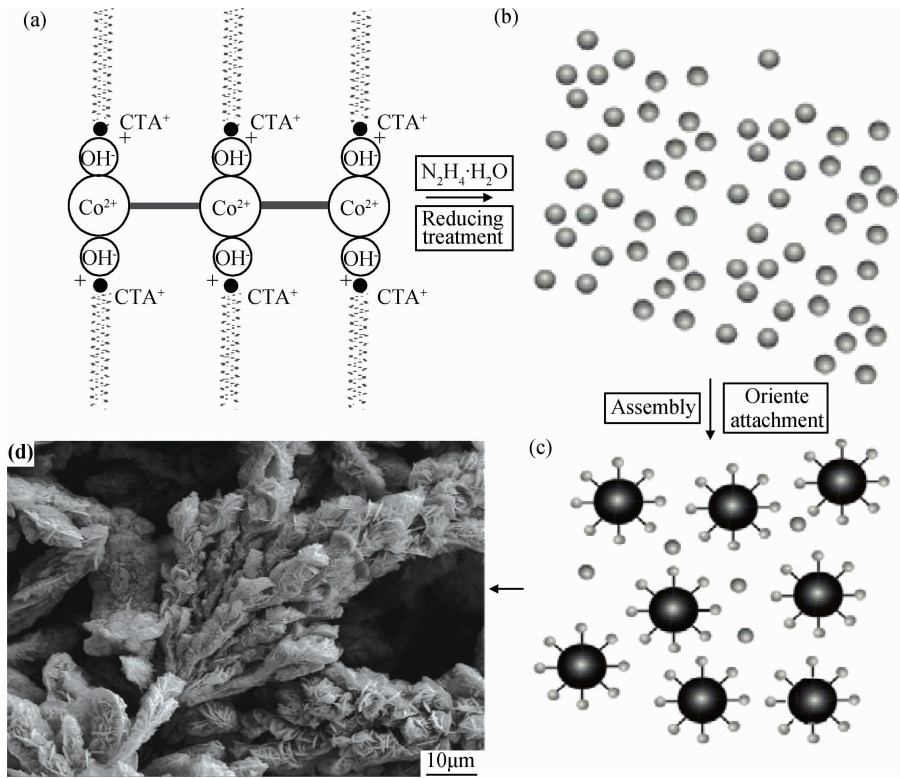 (a)
CTA⁺ CTA⁺ CTA⁺
+ + +
OH⁻ OH⁻ OH⁻
Co²⁺ Co²⁺ Co²⁺
OH⁻ OH⁻ OH⁻
+ + +
CTA⁺ CTA⁺ CTA⁺
N₂H₄·H₂O
Reducing
treatment
(b)
Assembly
Oriente
attachment
(c)
(d)
10μm